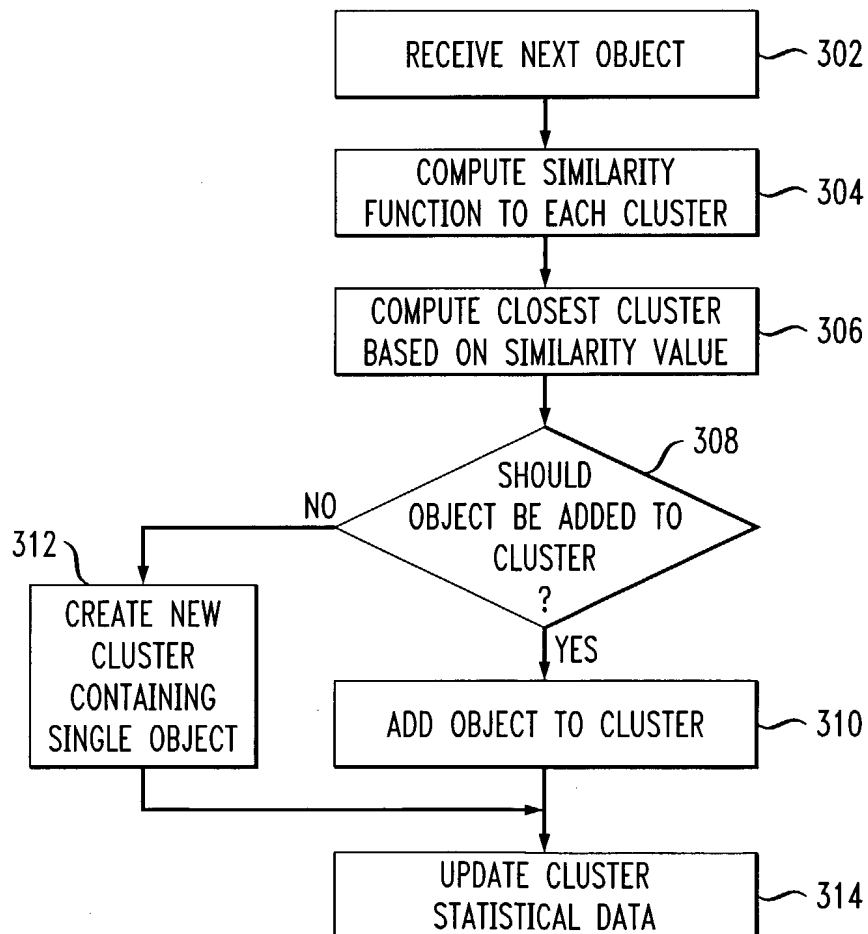 RECEIVE NEXT OBJECT
302
COMPUTE SIMILARITY
FUNCTION TO EACH CLUSTER
304
COMPUTE CLOSEST CLUSTER
BASED ON SIMILARITY VALUE
306
308
SHOULD
OBJECT BE ADDED TO
CLUSTER
?
NO
YES
312
CREATE NEW
CLUSTER
CONTAINING
SINGLE OBJECT
ADD OBJECT TO CLUSTER
310
UPDATE CLUSTER
STATISTICAL DATA
314